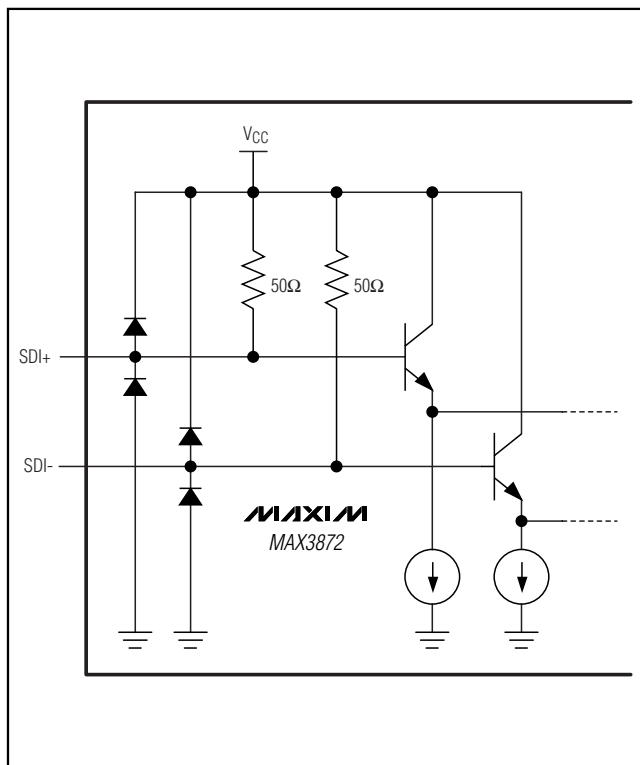 VCC
50Ω 50Ω
SDI+
SDI-
MAXIM
MAX3872